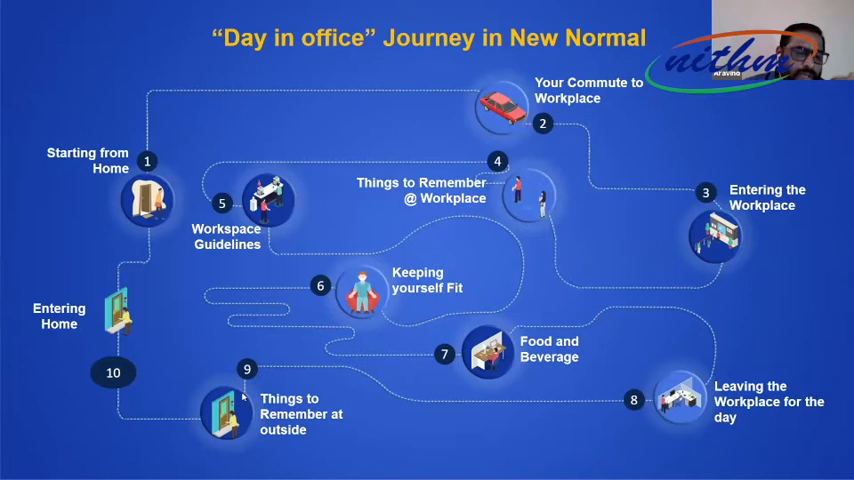 “Day in office” Journey in New Normal
nithm
Aravind
Your Commute to
Workplace
2
Starting from
Home
1
4
Things to Remember
@ Workplace
3
Entering the
Workplace
5
Workspace
Guidelines
6
Keeping
yourself Fit
Entering
Home
7
Food and
Beverage
10
9
Things to
Remember at
outside
8
Leaving the
Workplace for the
day